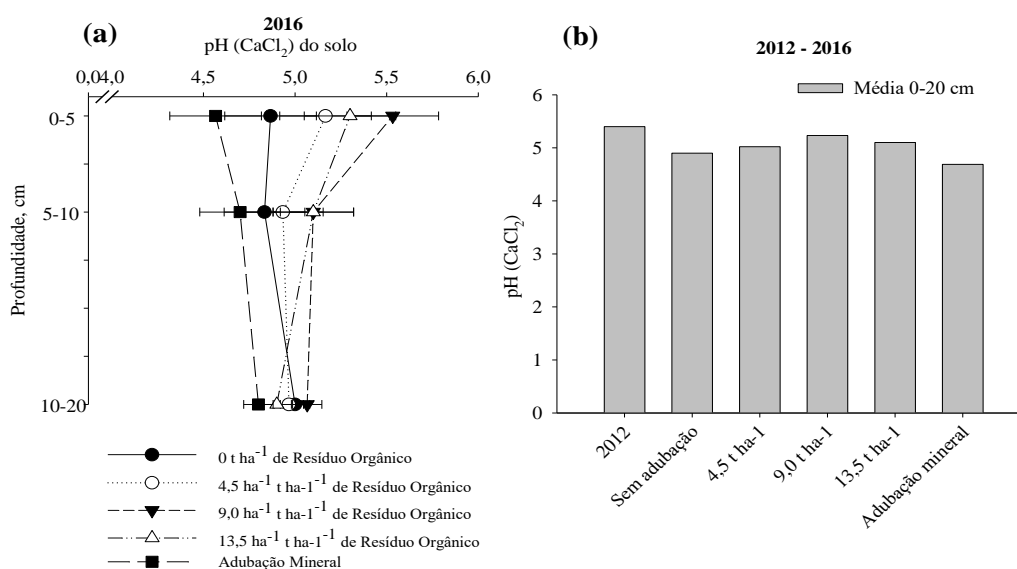 (a)
2016
pH (CaCl2) do solo
0,0 4,0 4,5 5,0 5,5 6,0
0-5
5-10
10-20
Profundidade, cm
0 t ha-1 de Resíduo Orgânico
4,5 ha-1 t ha-1-1 de Resíduo Orgânico
9,0 ha-1 t ha-1-1 de Resíduo Orgânico
13,5 ha-1 t ha-1-1 de Resíduo Orgânico
Adubação Mineral
(b)
2012 - 2016
Média 0-20 cm
pH (CaCl2)
6
5
4
3
2
1
0
2012
Sem adubação
4,5 t ha-1
9,0 t ha-1
13,5 t ha-1
Adubação mineral